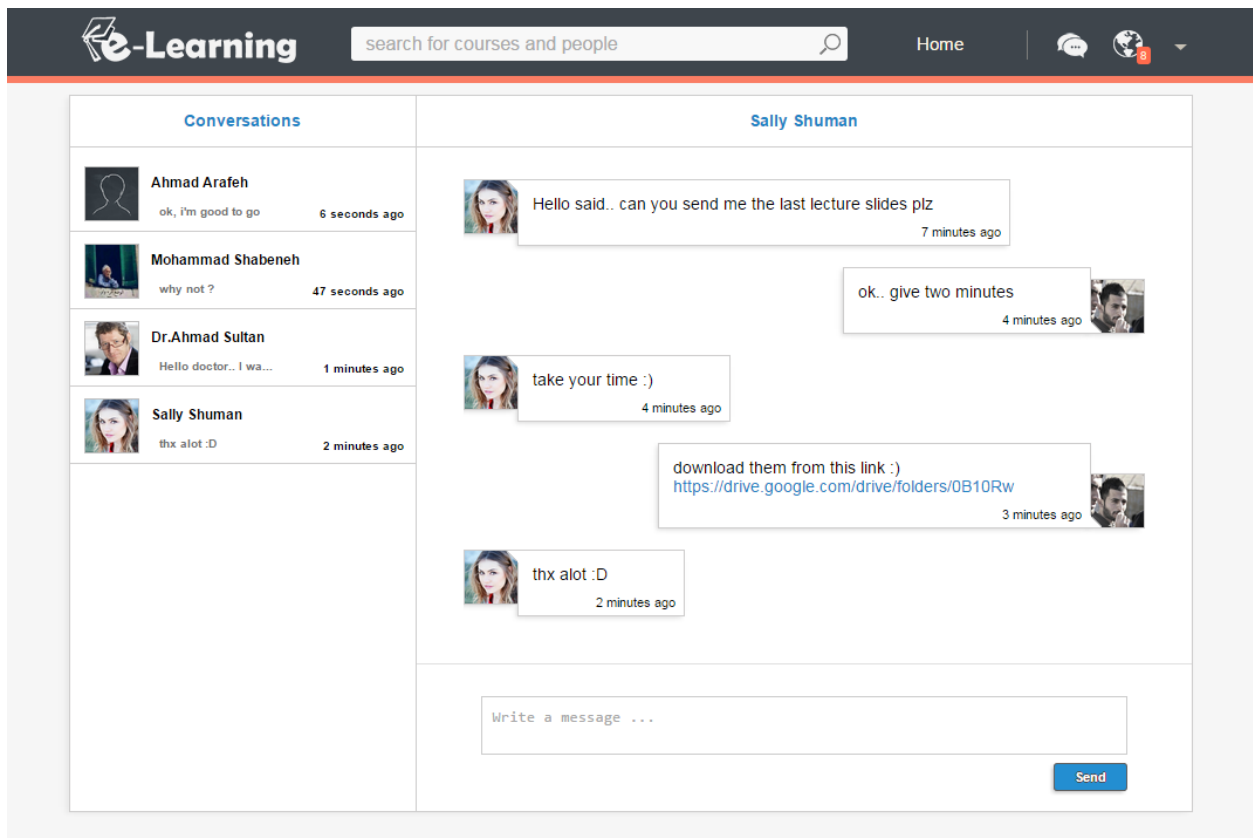 e-Learning
search for courses and people
Home
8
Conversations
Ahmad Arafeh
ok, i'm good to go
6 seconds ago
Mohammad Shabeneh
why not ?
47 seconds ago
Dr.Ahmad Sultan
Hello doctor.. I wa...
1 minutes ago
Sally Shuman
thx alot :D
2 minutes ago
Sally Shuman
Hello said.. can you send me the last lecture slides plz
7 minutes ago
ok.. give two minutes
4 minutes ago
take your time :)
4 minutes ago
download them from this link :)
https://drive.google.com/drive/folders/0B10Rw
3 minutes ago
thx alot :D
2 minutes ago
Write a message ...
Send